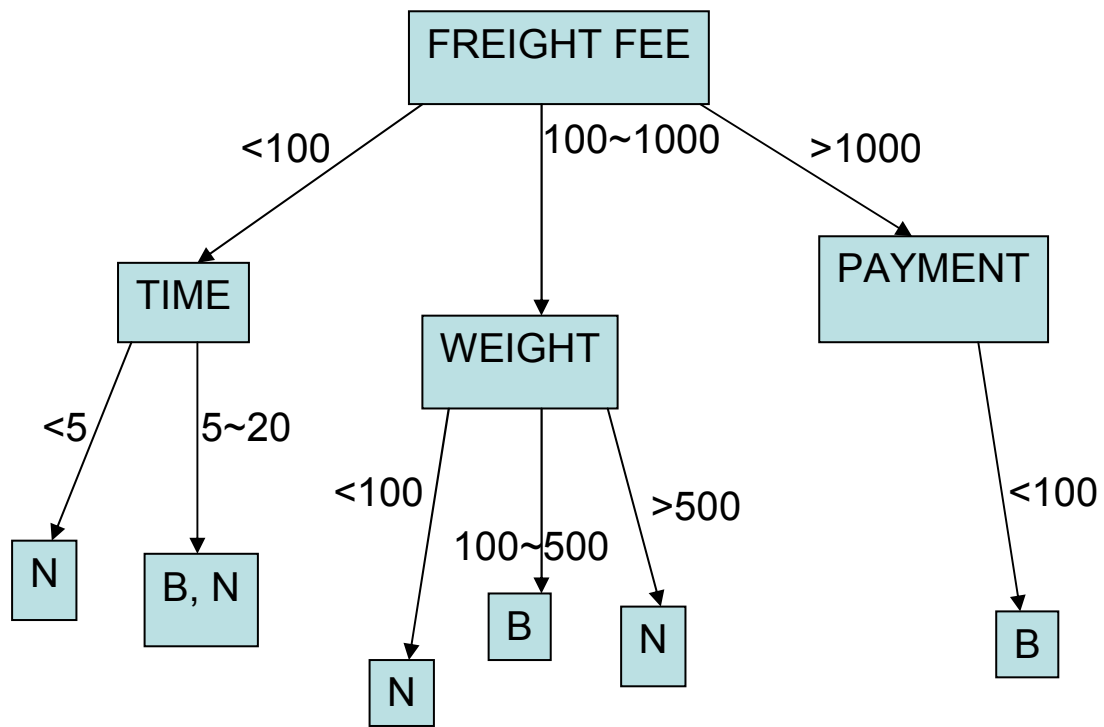 FREIGHT FEE
<100
100~1000
>1000
TIME
WEIGHT
PAYMENT
<5
5~20
<100
100~500
>500
<100
N
B, N
N
B
N
B